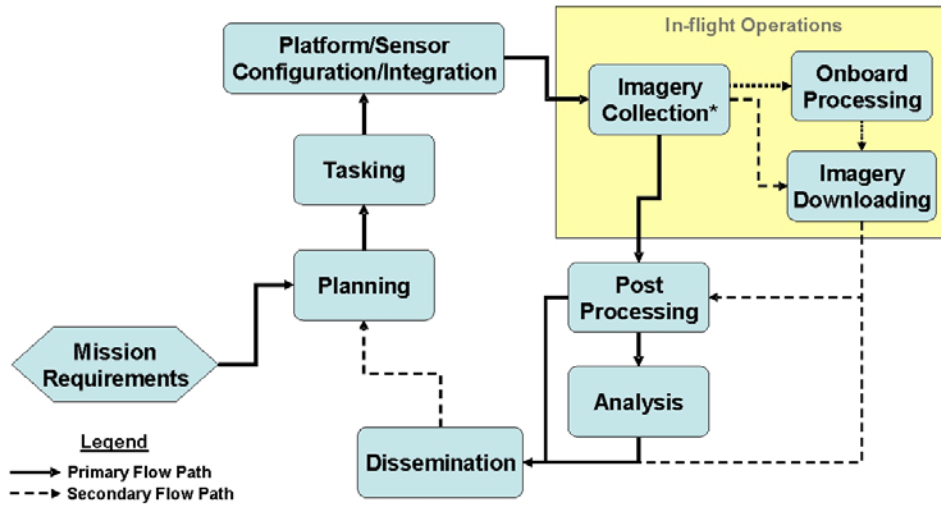 In-flight Operations
Platform/Sensor
Configuration/Integration
Imagery
Collection*
Onboard
Processing
Tasking
Imagery
Downloading
Planning
Post
Processing
Mission
Requirements
Analysis
Legend
Primary Flow Path
Secondary Flow Path
Dissemination